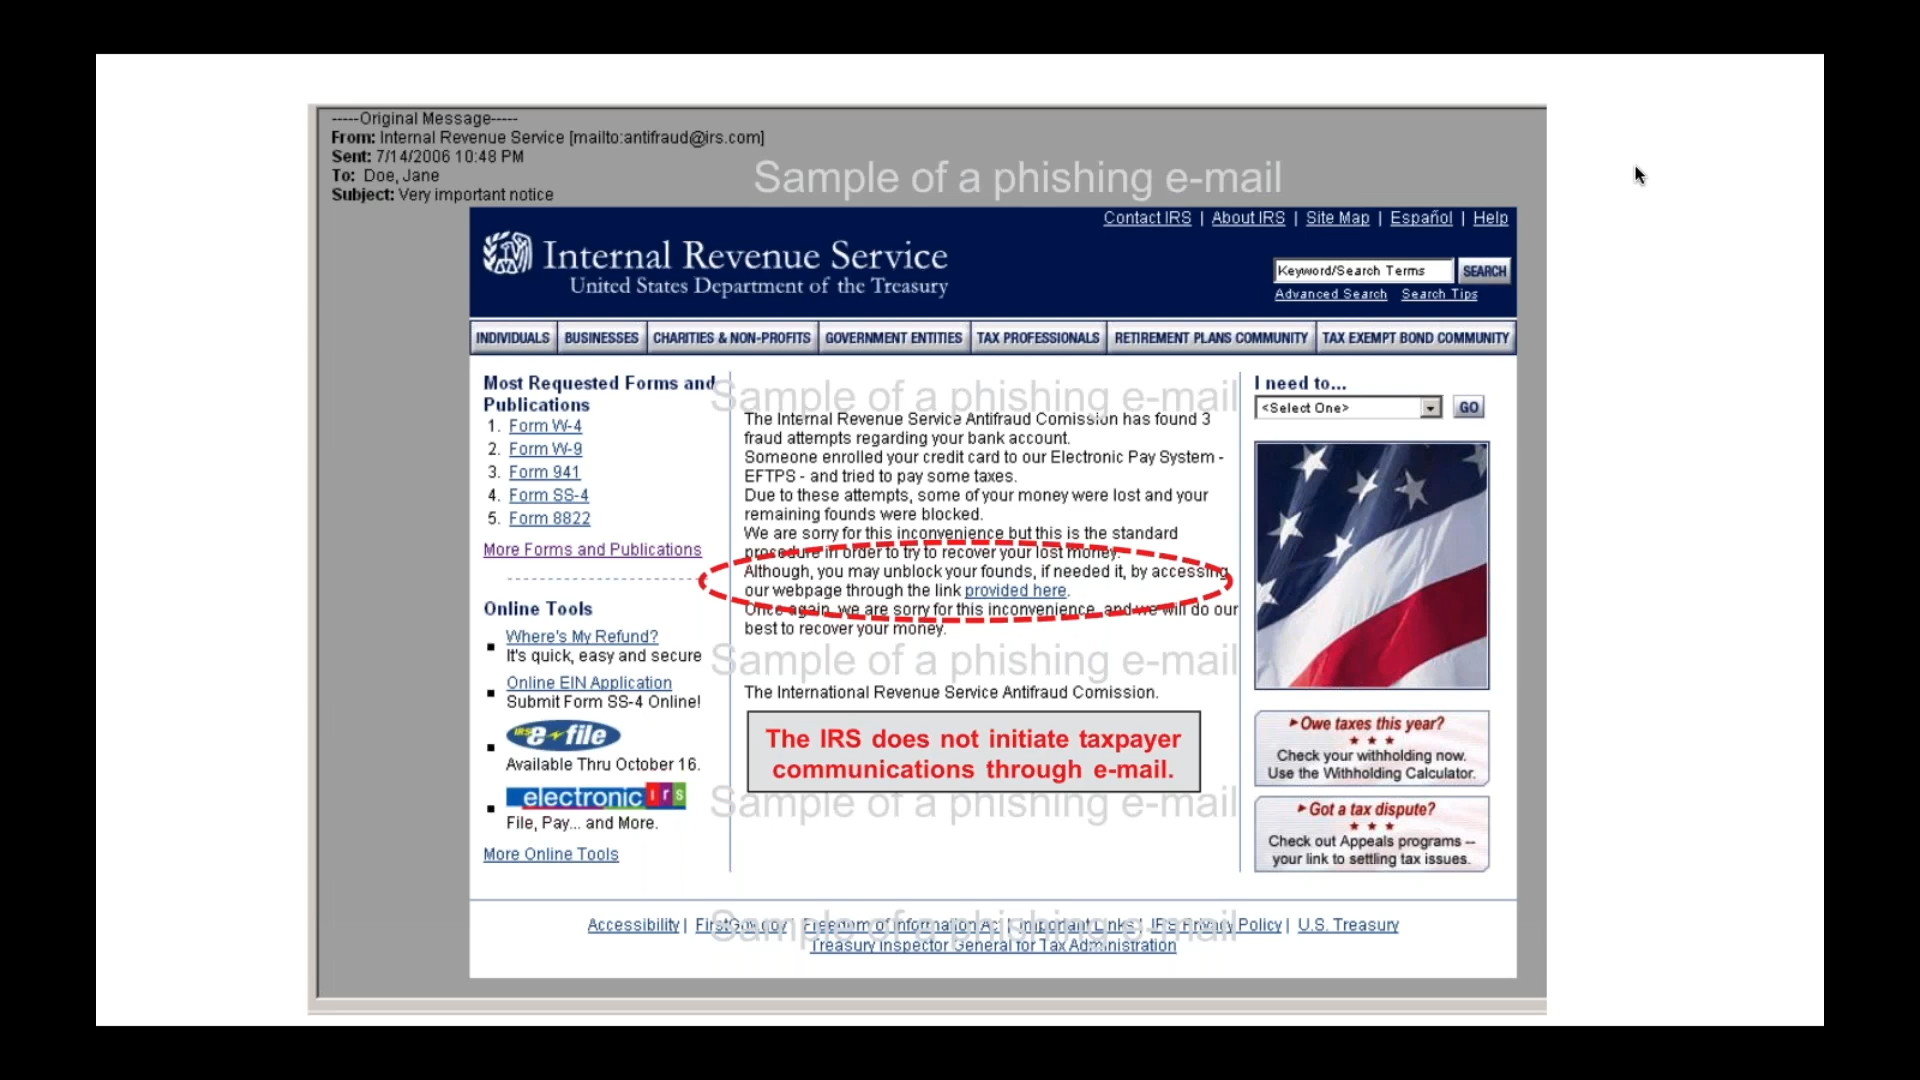 -----Original Message-----
From: Internal Revenue Service [mailto:antifraud@irs.com]
Sent: 7/14/2006 10:48 PM
To: Doe, Jane
Subject: Very important notice
Sample of a phishing e-mail
Contact IRS | About IRS | Site Map | Español | Help
Internal Revenue Service
United States Department of the Treasury
Keyword/Search Terms SEARCH
Advanced Search Search Tips
INDIVIDUALS BUSINESSES CHARITIES & NON-PROFITS GOVERNMENT ENTITIES TAX PROFESSIONALS RETIREMENT PLANS COMMUNITY TAX EXEMPT BOND COMMUNITY
Most Requested Forms and
Publications
1. Form W-4
2. Form W-9
3. Form 941
4. Form SS-4
5. Form 8822
More Forms and Publications
Online Tools
Where's My Refund?
It's quick, easy and secure
Online EIN Application
Submit Form SS-4 Online!
IRS e-file
Available Thru October 16.
electronic irs
File, Pay... and More.
More Online Tools
Sample of a phishing e-mail
The Internal Revenue Service Antifraud Comission has found 3
fraud attempts regarding your bank account.
Someone enrolled your credit card to our Electronic Pay System -
EFTPS - and tried to pay some taxes.
Due to these attempts, some of your money were lost and your
remaining founds were blocked.
We are sorry for this inconvenience but this is the standard
procedure in order to try to recover your lost money.
Although, you may unblock your founds, if needed it, by accessing
our webpage through the link provided here.
Once again, we are sorry for this inconvenience, and we will do our
best to recover your money.
Sample of a phishing e-mail
The International Revenue Service Antifraud Comission.
The IRS does not initiate taxpayer
communications through e-mail.
Sample of a phishing e-mail
I need to...
<Select One> GO
Owe taxes this year?
Check your withholding now.
Use the Withholding Calculator.
Got a tax dispute?
Check out Appeals programs --
your link to settling tax issues.
Sample of a phishing e-mail
Accessibility | FirstGov.gov | Freedom of Information Act | Important Links | IRS Privacy Policy | U.S. Treasury
Treasury Inspector General for Tax Administration